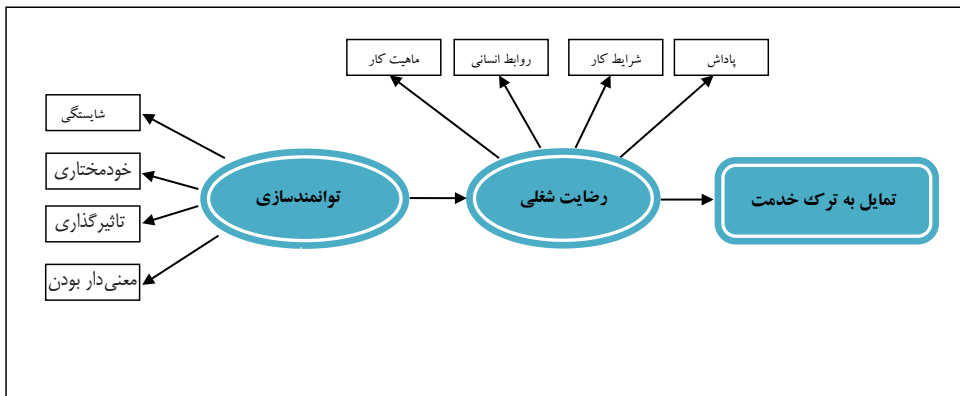 ماهیت کار
روابط انسانی
شرایط کار
پاداش
شایستگی
خودمختاری
تاثیرگذاری
معنی‌دار بودن
توانمندسازی
رضایت شغلی
تمایل به ترک خدمت